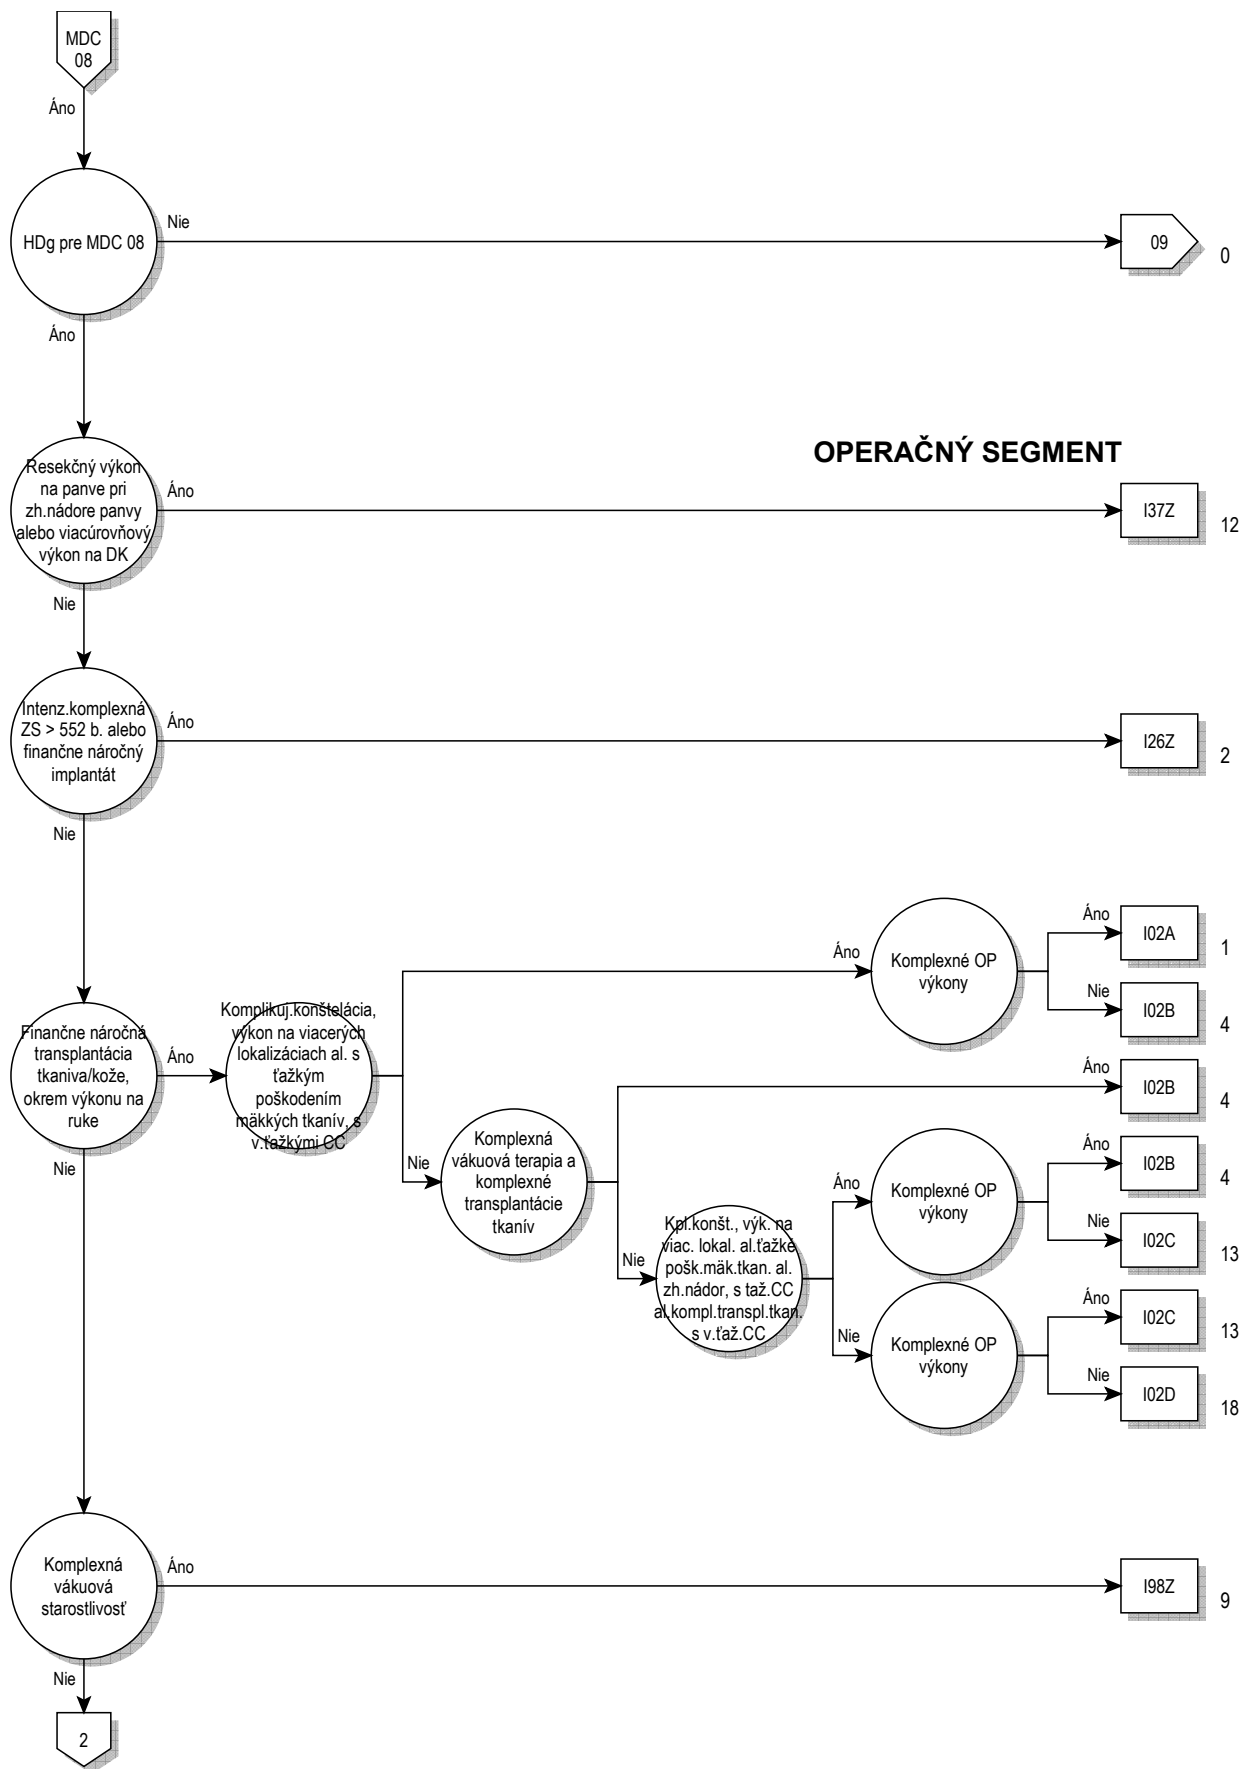 MDC
08
Áno
HDg pre MDC 08
Nie
09
0
Áno
OPERAČNÝ SEGMENT
Resekčný výkon
na panve pri
zh.nádore panvy
alebo viacúrovňový
výkon na DK
Áno
I37Z
12
Nie
Intenz.komplexná
ZS > 552 b. alebo
finančne náročný
implantát
Áno
I26Z
2
Nie
Finančne náročná
transplantácia
tkaniva/kože,
okrem výkonu na
ruke
Áno
Komplikuj.konštelácia,
výkon na viacerých
lokalizáciach al. s
ťažkým
poškodením
mäkkých tkanív, s
v.ťažkými CC
Áno
Komplexné OP
výkony
Áno
I02A
1
Nie
I02B
4
Nie
Komplexná
vákuová terapia a
komplexné
transplantácie
tkanív
Áno
I02B
4
Nie
Kpl.konšt., výk. na
viac. lokal. al.ťažké
pošk.mäk.tkan. al.
zh.nádor, s taž.CC
al.kompl.transpl.tkan.
s v.ťaž.CC
Áno
Komplexné OP
výkony
Áno
I02B
4
Nie
I02C
13
Nie
Komplexné OP
výkony
Áno
I02C
13
Nie
I02D
18
Nie
Komplexná
vákuová
starostlivosť
Áno
I98Z
9
Nie
2